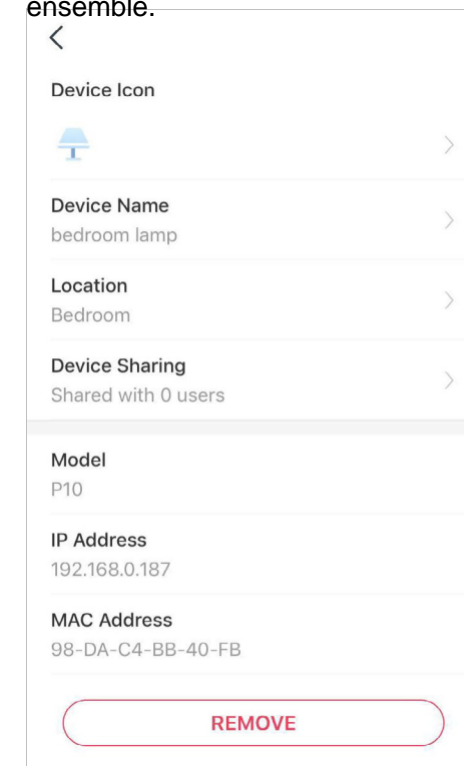 ensemble.
Device Icon
Device Name
bedroom lamp
Location
Bedroom
Device Sharing
Shared with 0 users
Model
P10
IP Address
192.168.0.187
MAC Address
98-DA-C4-BB-40-FB
REMOVE